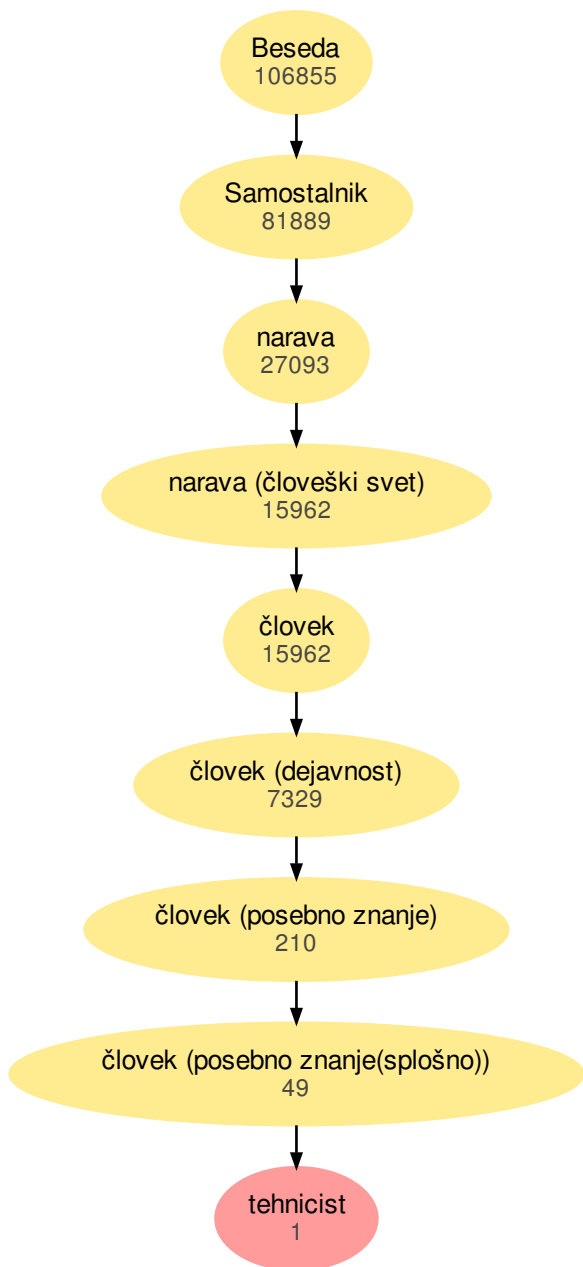 Beseda
106855
Samostalnik
81889
narava
27093
narava (človeški svet)
15962
človek
15962
človek (dejavnost)
7329
človek (posebno znanje)
210
človek (posebno znanje(splošno))
49
tehnicist
1